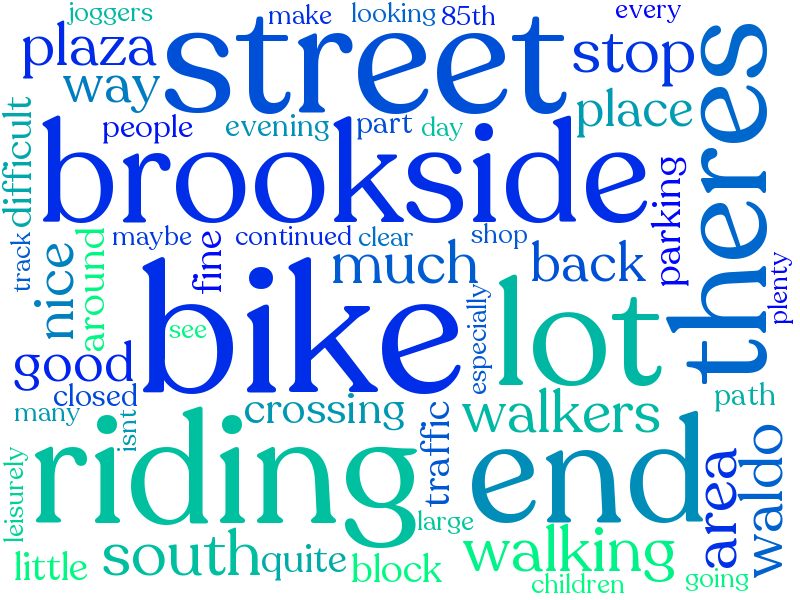 joggers
make
looking
85th
every
plaza
street
stop
theres
way
place
difficult
people
evening
part
day
brookside
parking
track
nice
around
maybe
fine
continued
clear
shop
much
back
plenty
bike
see
especially
lot
good
closed
many
isnt
crossing
walkers
path
riding
traffic
end
area
waldo
leisurely
large
little
south
quite
block
walking
children
going